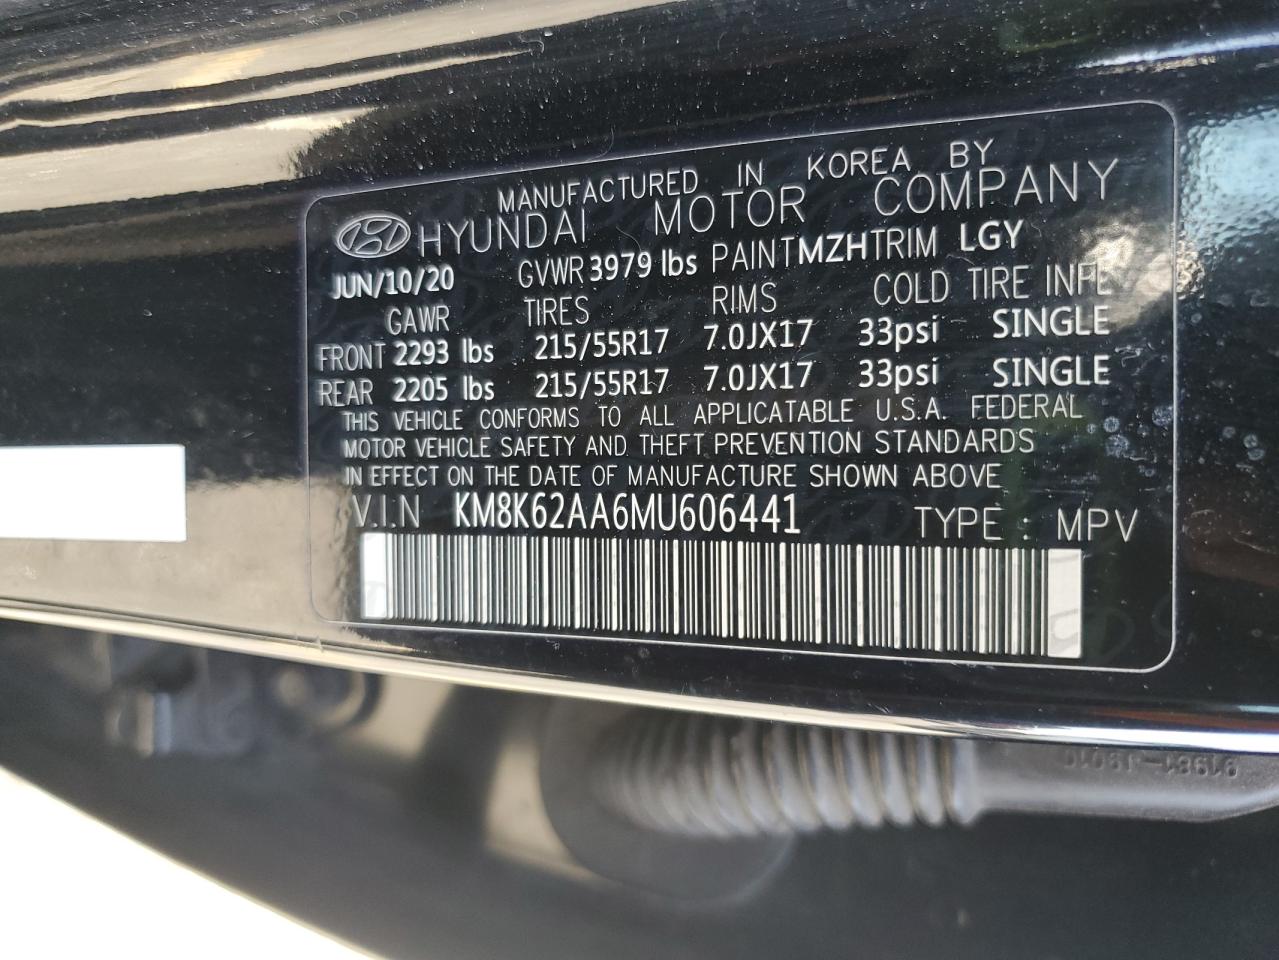 MANUFACTURED IN KOREA BY
HYUNDAI MOTOR COMPANY
JUN/10/20 GVWR 3979 lbs PAINT MZH TRIM LGY
GAWR TIRES RIMS COLD TIRE INFL
FRONT 2293 lbs 215/55R17 7.0JX17 33psi SINGLE
REAR 2205 lbs 215/55R17 7.0JX17 33psi SINGLE
THIS VEHICLE CONFORMS TO ALL APPLICATABLE U.S.A. FEDERAL
MOTOR VEHICLE SAFETY AND THEFT PREVENTION STANDARDS
IN EFFECT ON THE DATE OF MANUFACTURE SHOWN ABOVE
V.I.N KM8K62AA6MU606441 TYPE : MPV